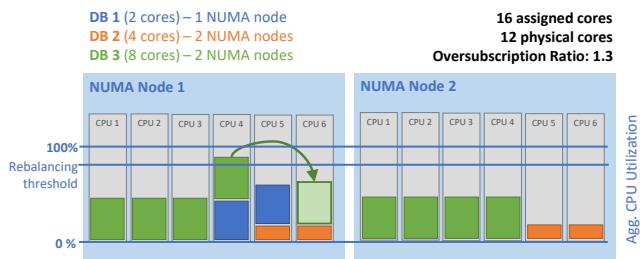 DB 1 (2 cores) – 1 NUMA node
DB 2 (4 cores) – 2 NUMA nodes
DB 3 (8 cores) – 2 NUMA nodes
16 assigned cores
12 physical cores
Oversubscription Ratio: 1.3
NUMA Node 1
NUMA Node 2
CPU 1
CPU 2
CPU 3
CPU 4
CPU 5
CPU 6
CPU 1
CPU 2
CPU 3
CPU 4
CPU 5
CPU 6
100%
Rebalancing
threshold
0 %
Agg. CPU Utilization